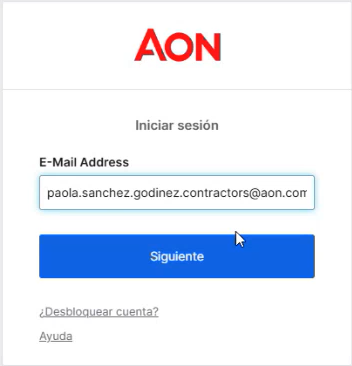 AON
Iniciar sesión
E-Mail Address
paola.sanchez.godinez.contractors@aon.com
Siguiente
¿Desbloquear cuenta?
Ayuda